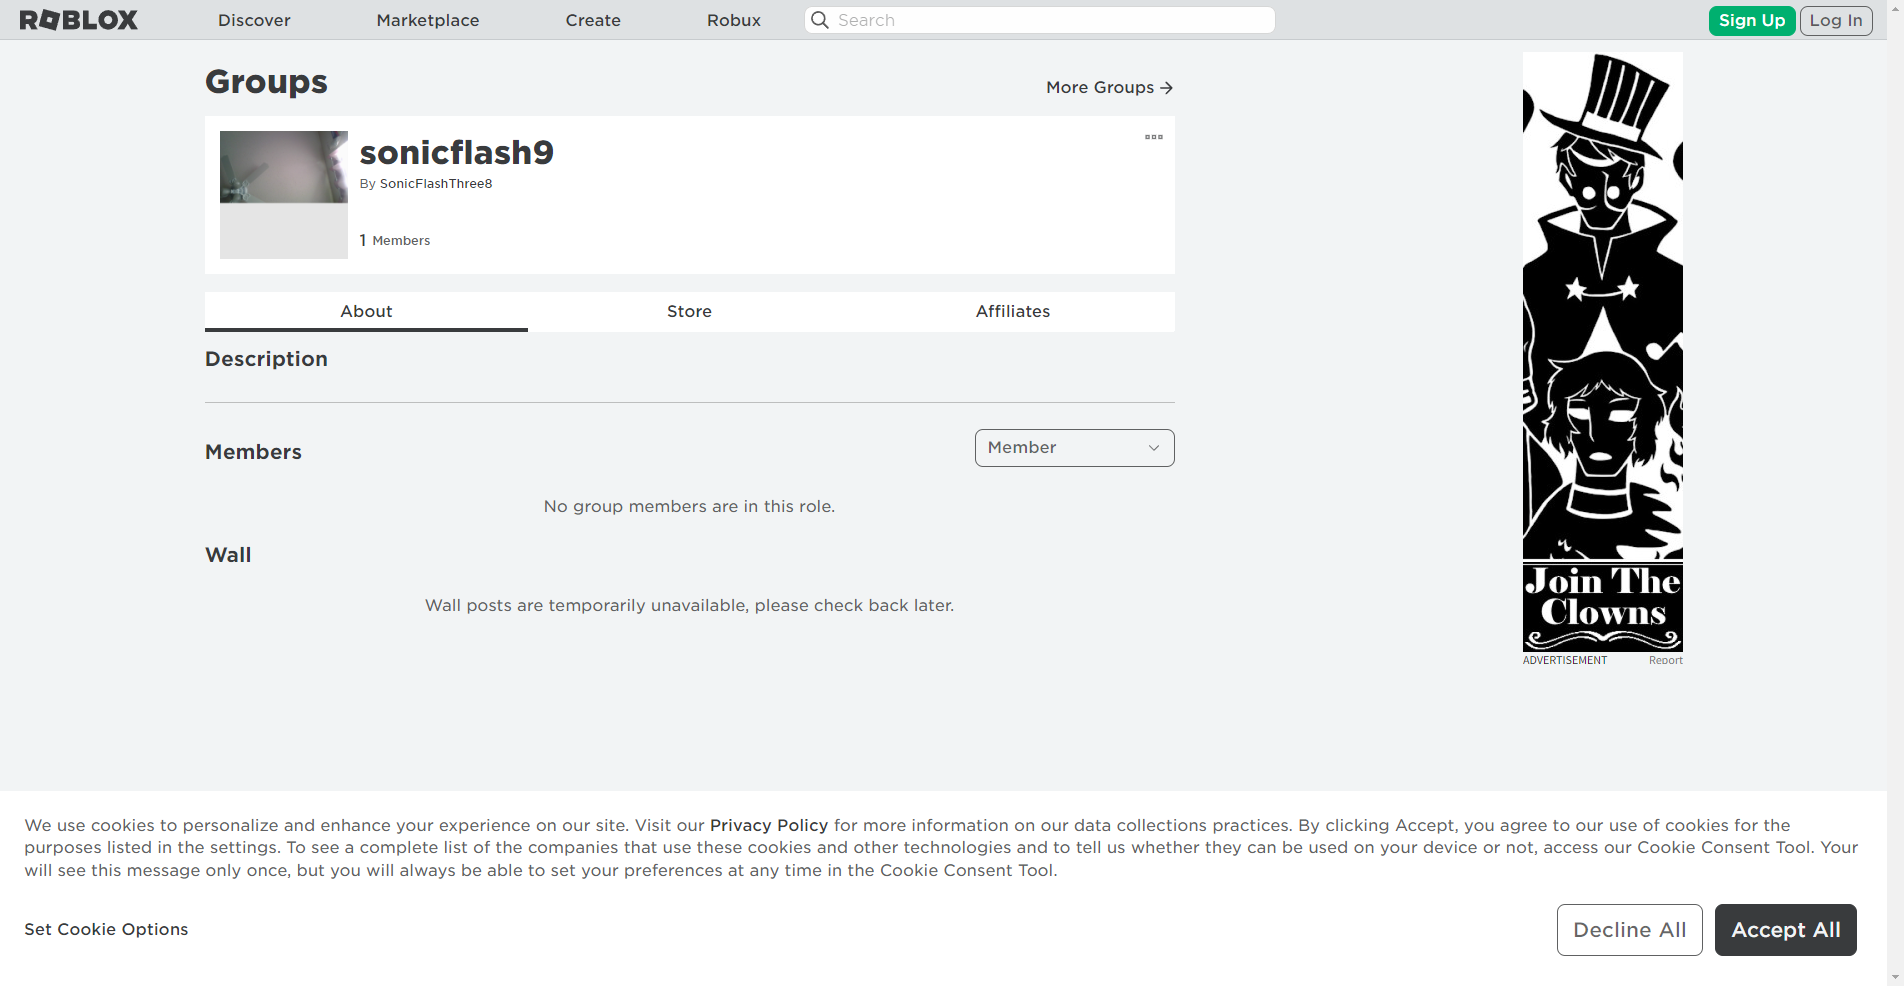 ROBLOX
Discover
Marketplace
Create
Robux
Search
Sign Up
Log In
Groups
More Groups
sonicflash9
By SonicFlashThree8
1 Members
About
Store
Affiliates
Description
Members
Member
No group members are in this role.
Wall
Wall posts are temporarily unavailable, please check back later.
Join The
Clowns
ADVERTISEMENT
Report
We use cookies to personalize and enhance your experience on our site. Visit our Privacy Policy for more information on our data collections practices. By clicking Accept, you agree to our use of cookies for the
purposes listed in the settings. To see a complete list of the companies that use these cookies and other technologies and to tell us whether they can be used on your device or not, access our Cookie Consent Tool. Your
will see this message only once, but you will always be able to set your preferences at any time in the Cookie Consent Tool.
Set Cookie Options
Decline All
Accept All